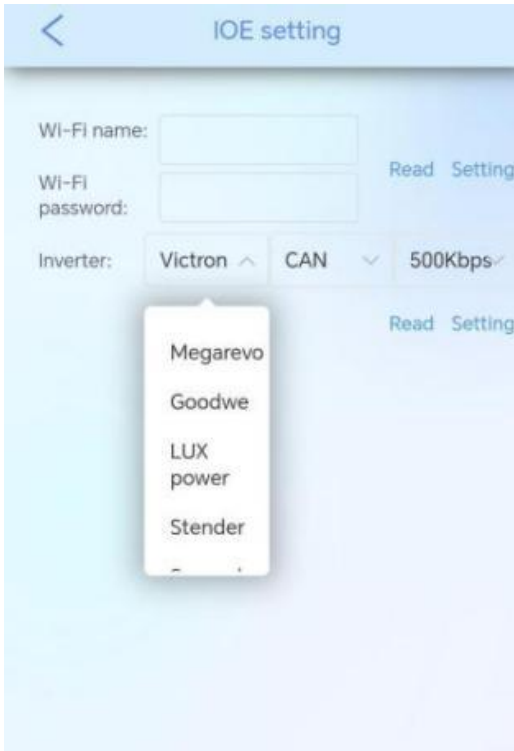 IOE setting
Wi-Fi name:
Read Setting
Wi-Fi
password:
Inverter: Victron CAN 500Kbps
Read Setting
Megarevo
Goodwe
LUX
power
Stender